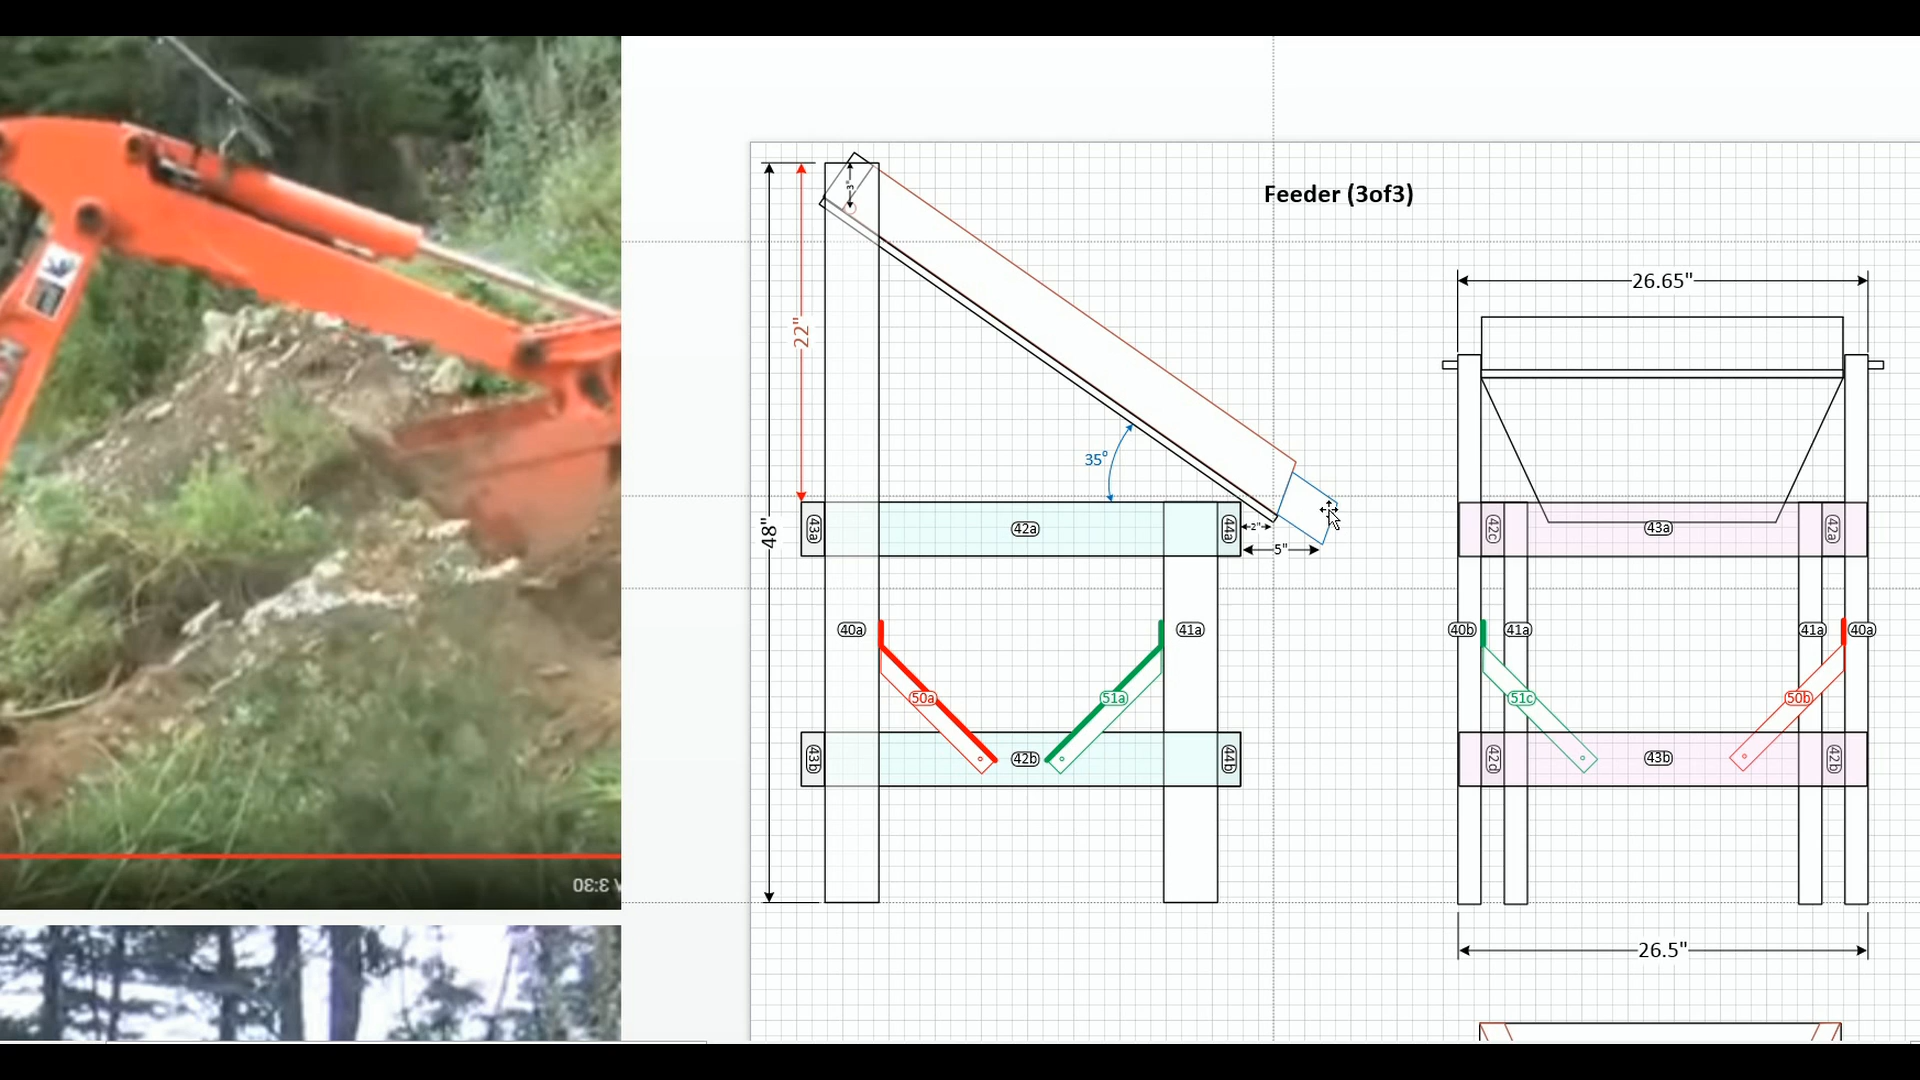 Feeder (3of3)
3"
26.65"
22"
35°
48"
43a
42a
44a
2"
5"
42c
43a
42a
40a
41a
40b
41a
41a
40a
50a
51a
51c
50b
43b
42b
44b
42d
43b
42b
3:30
26.5"